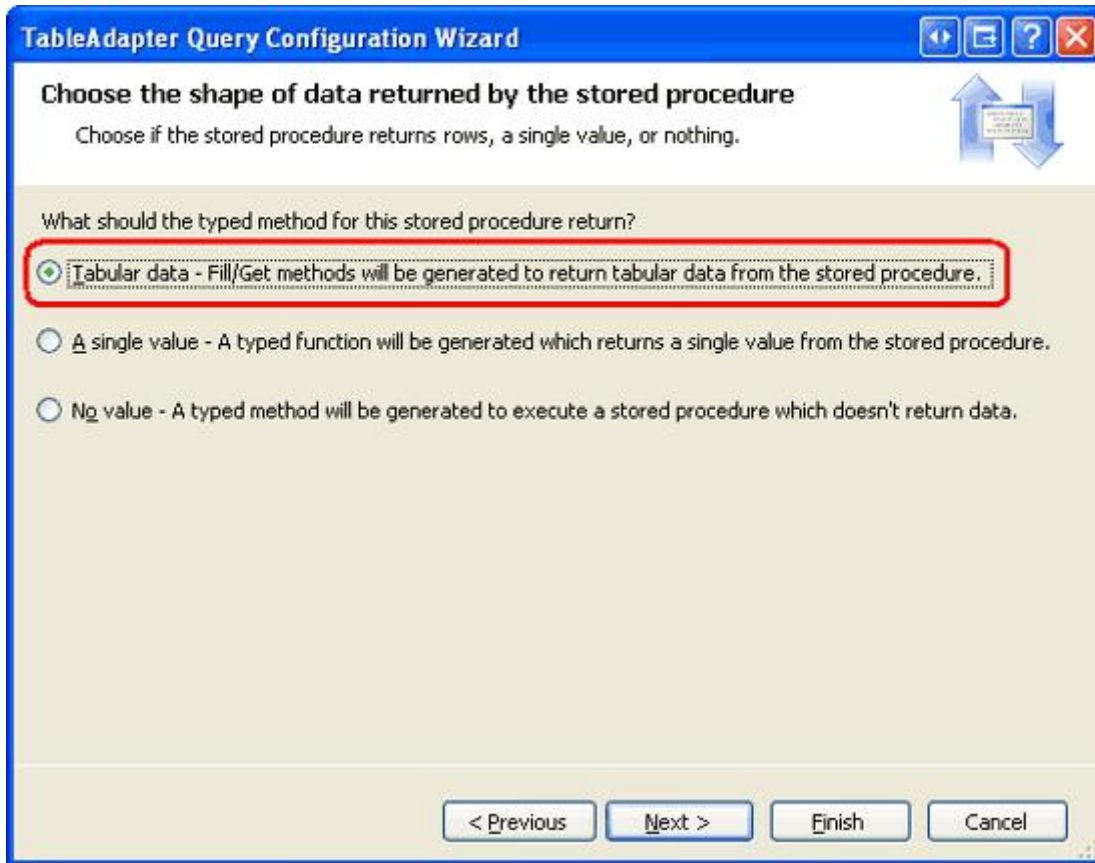 TableAdapter Query Configuration Wizard
Choose the shape of data returned by the stored procedure
Choose if the stored procedure returns rows, a single value, or nothing.
What should the typed method for this stored procedure return?
Tabular data - Fill/Get methods will be generated to return tabular data from the stored procedure.
A single value - A typed function will be generated which returns a single value from the stored procedure.
No value - A typed method will be generated to execute a stored procedure which doesn't return data.
< Previous Next > Finish Cancel